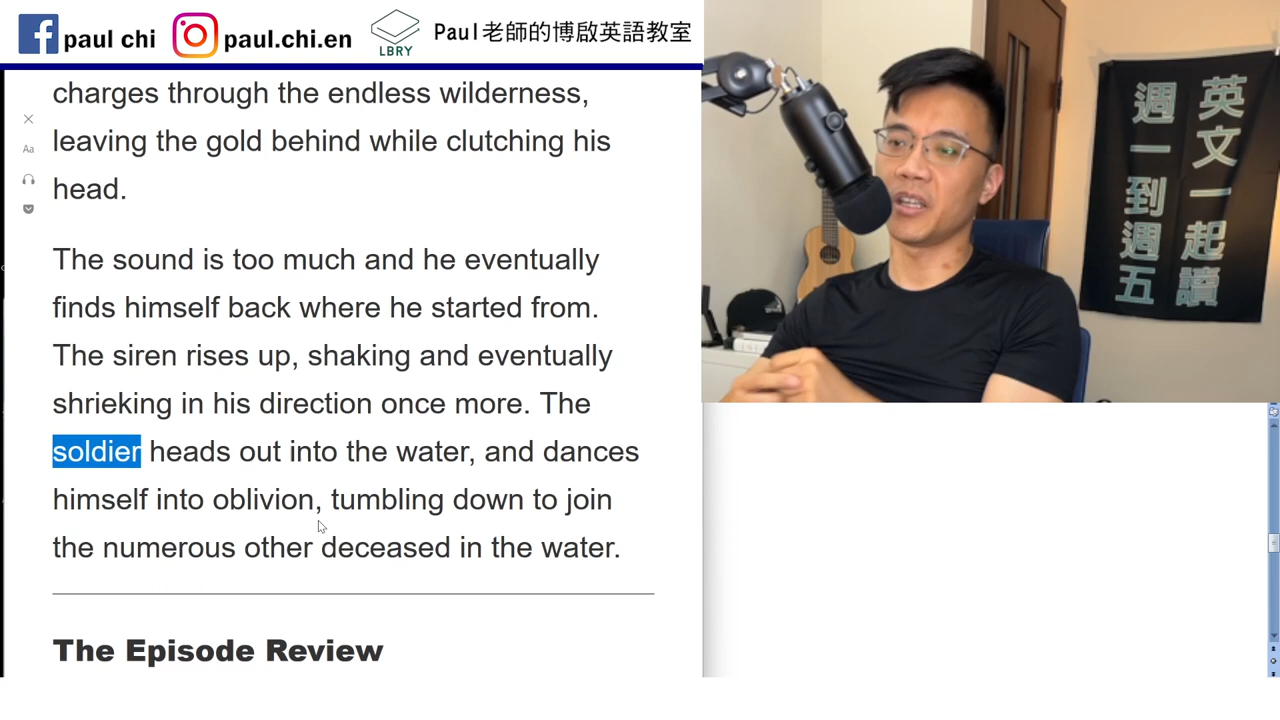 paul chi
paul.chi.en
LBRY
Paul老師的博啟英語教室
charges through the endless wilderness,
leaving the gold behind while clutching his
head.
Aa
The sound is too much and he eventually
finds himself back where he started from.
The siren rises up, shaking and eventually
shrieking in his direction once more. The
soldier heads out into the water, and dances
himself into oblivion, tumbling down to join
the numerous other deceased in the water.
The Episode Review
英文一起讀
週一到週五